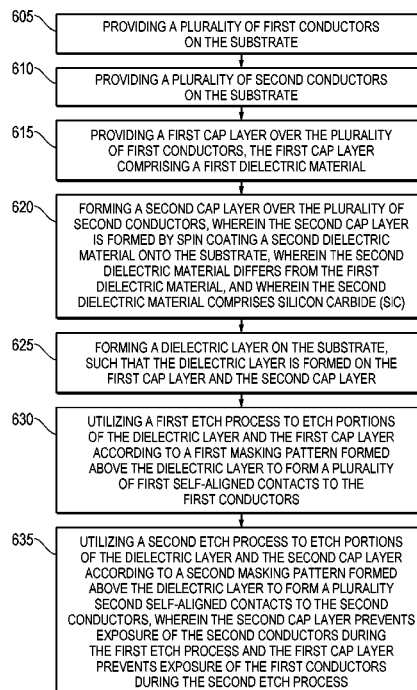 605
PROVIDING A PLURALITY OF FIRST CONDUCTORS
ON THE SUBSTRATE
610
PROVIDING A PLURALITY OF SECOND CONDUCTORS
ON THE SUBSTRATE
615
PROVIDING A FIRST CAP LAYER OVER THE PLURALITY
OF FIRST CONDUCTORS, THE FIRST CAP LAYER
COMPRISING A FIRST DIELECTRIC MATERIAL
620
FORMING A SECOND CAP LAYER OVER THE PLURALITY OF
SECOND CONDUCTORS, WHEREIN THE SECOND CAP LAYER
IS FORMED BY SPIN COATING A SECOND DIELECTRIC
MATERIAL ONTO THE SUBSTRATE, WHEREIN THE SECOND
DIELECTRIC MATERIAL DIFFERS FROM THE FIRST
DIELECTRIC MATERIAL, AND WHEREIN THE SECOND
DIELECTRIC MATERIAL COMPRISES SILICON CARBIDE (SiC)
625
FORMING A DIELECTRIC LAYER ON THE SUBSTRATE,
SUCH THAT THE DIELECTRIC LAYER IS FORMED ON THE
FIRST CAP LAYER AND THE SECOND CAP LAYER
630
UTILIZING A FIRST ETCH PROCESS TO ETCH PORTIONS
OF THE DIELECTRIC LAYER AND THE FIRST CAP LAYER
ACCORDING TO A FIRST MASKING PATTERN FORMED
ABOVE THE DIELECTRIC LAYER TO FORM A PLURALITY
OF FIRST SELF-ALIGNED CONTACTS TO THE
FIRST CONDUCTORS
635
UTILIZING A SECOND ETCH PROCESS TO ETCH PORTIONS
OF THE DIELECTRIC LAYER AND THE SECOND CAP LAYER
ACCORDING TO A SECOND MASKING PATTERN FORMED
ABOVE THE DIELECTRIC LAYER TO FORM A PLURALITY
SECOND SELF-ALIGNED CONTACTS TO THE SECOND
CONDUCTORS, WHEREIN THE SECOND CAP LAYER PREVENTS
EXPOSURE OF THE SECOND CONDUCTORS DURING
THE FIRST ETCH PROCESS AND THE FIRST CAP LAYER
PREVENTS EXPOSURE OF THE FIRST CONDUCTORS
DURING THE SECOND ETCH PROCESS